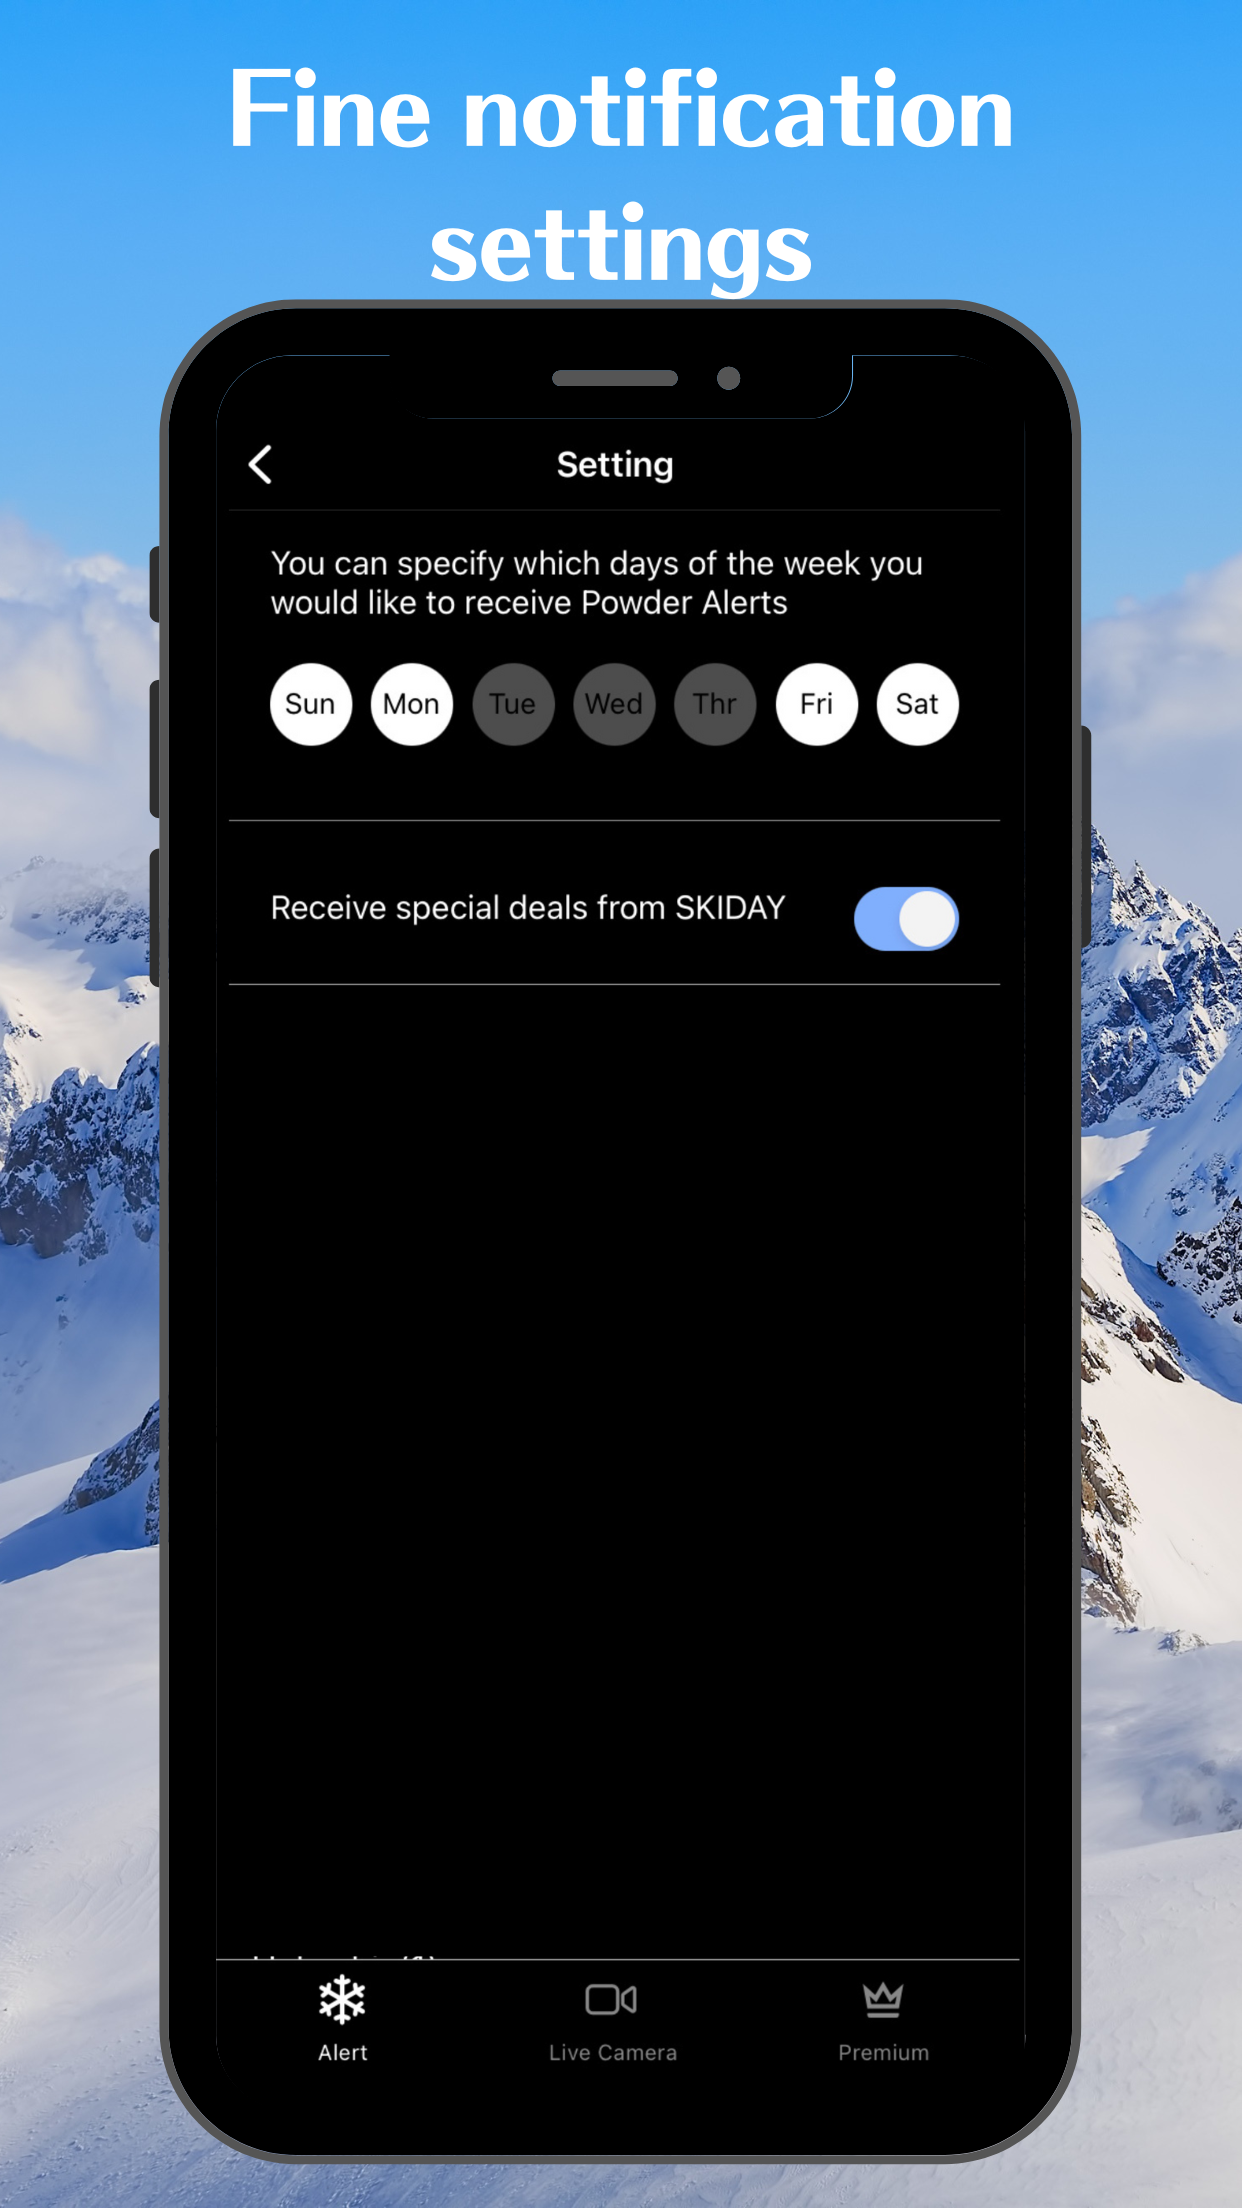 Fine notification
settings
Setting
You can specify which days of the week you
would like to receive Powder Alerts
Sun Mon Tue Wed Thr Fri Sat
Receive special deals from SKIDAY
Alert Live Camera Premium